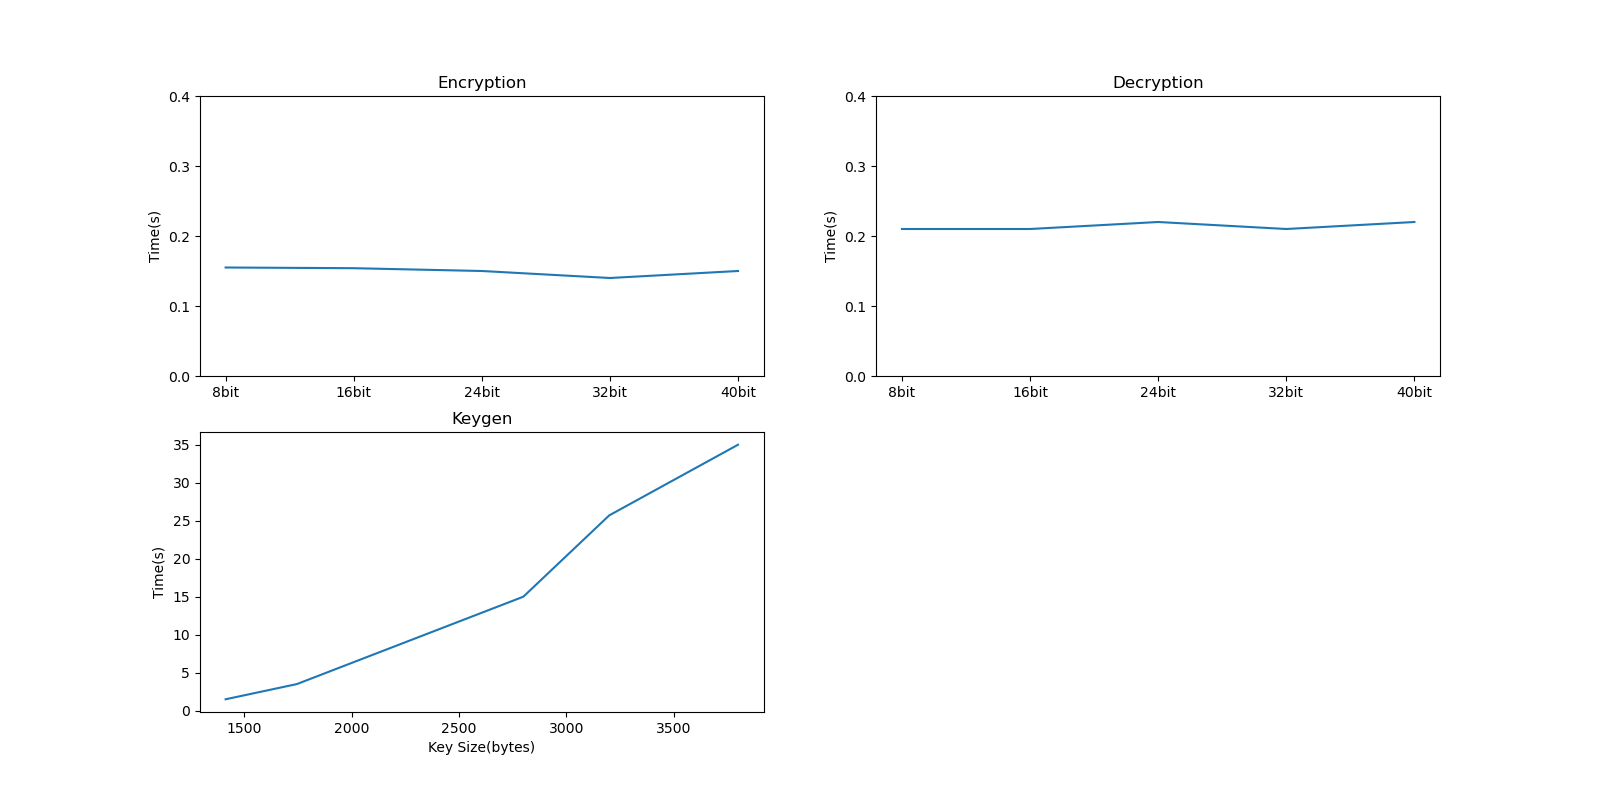 Encryption
0.4
0.3
0.2
0.1
0.0
Time(s)
8bit 16bit 24bit 32bit 40bit
Decryption
0.4
0.3
0.2
0.1
0.0
Time(s)
8bit 16bit 24bit 32bit 40bit
Keygen
35
30
25
20
15
10
5
0
Time(s)
1500 2000 2500 3000 3500
Key Size(bytes)